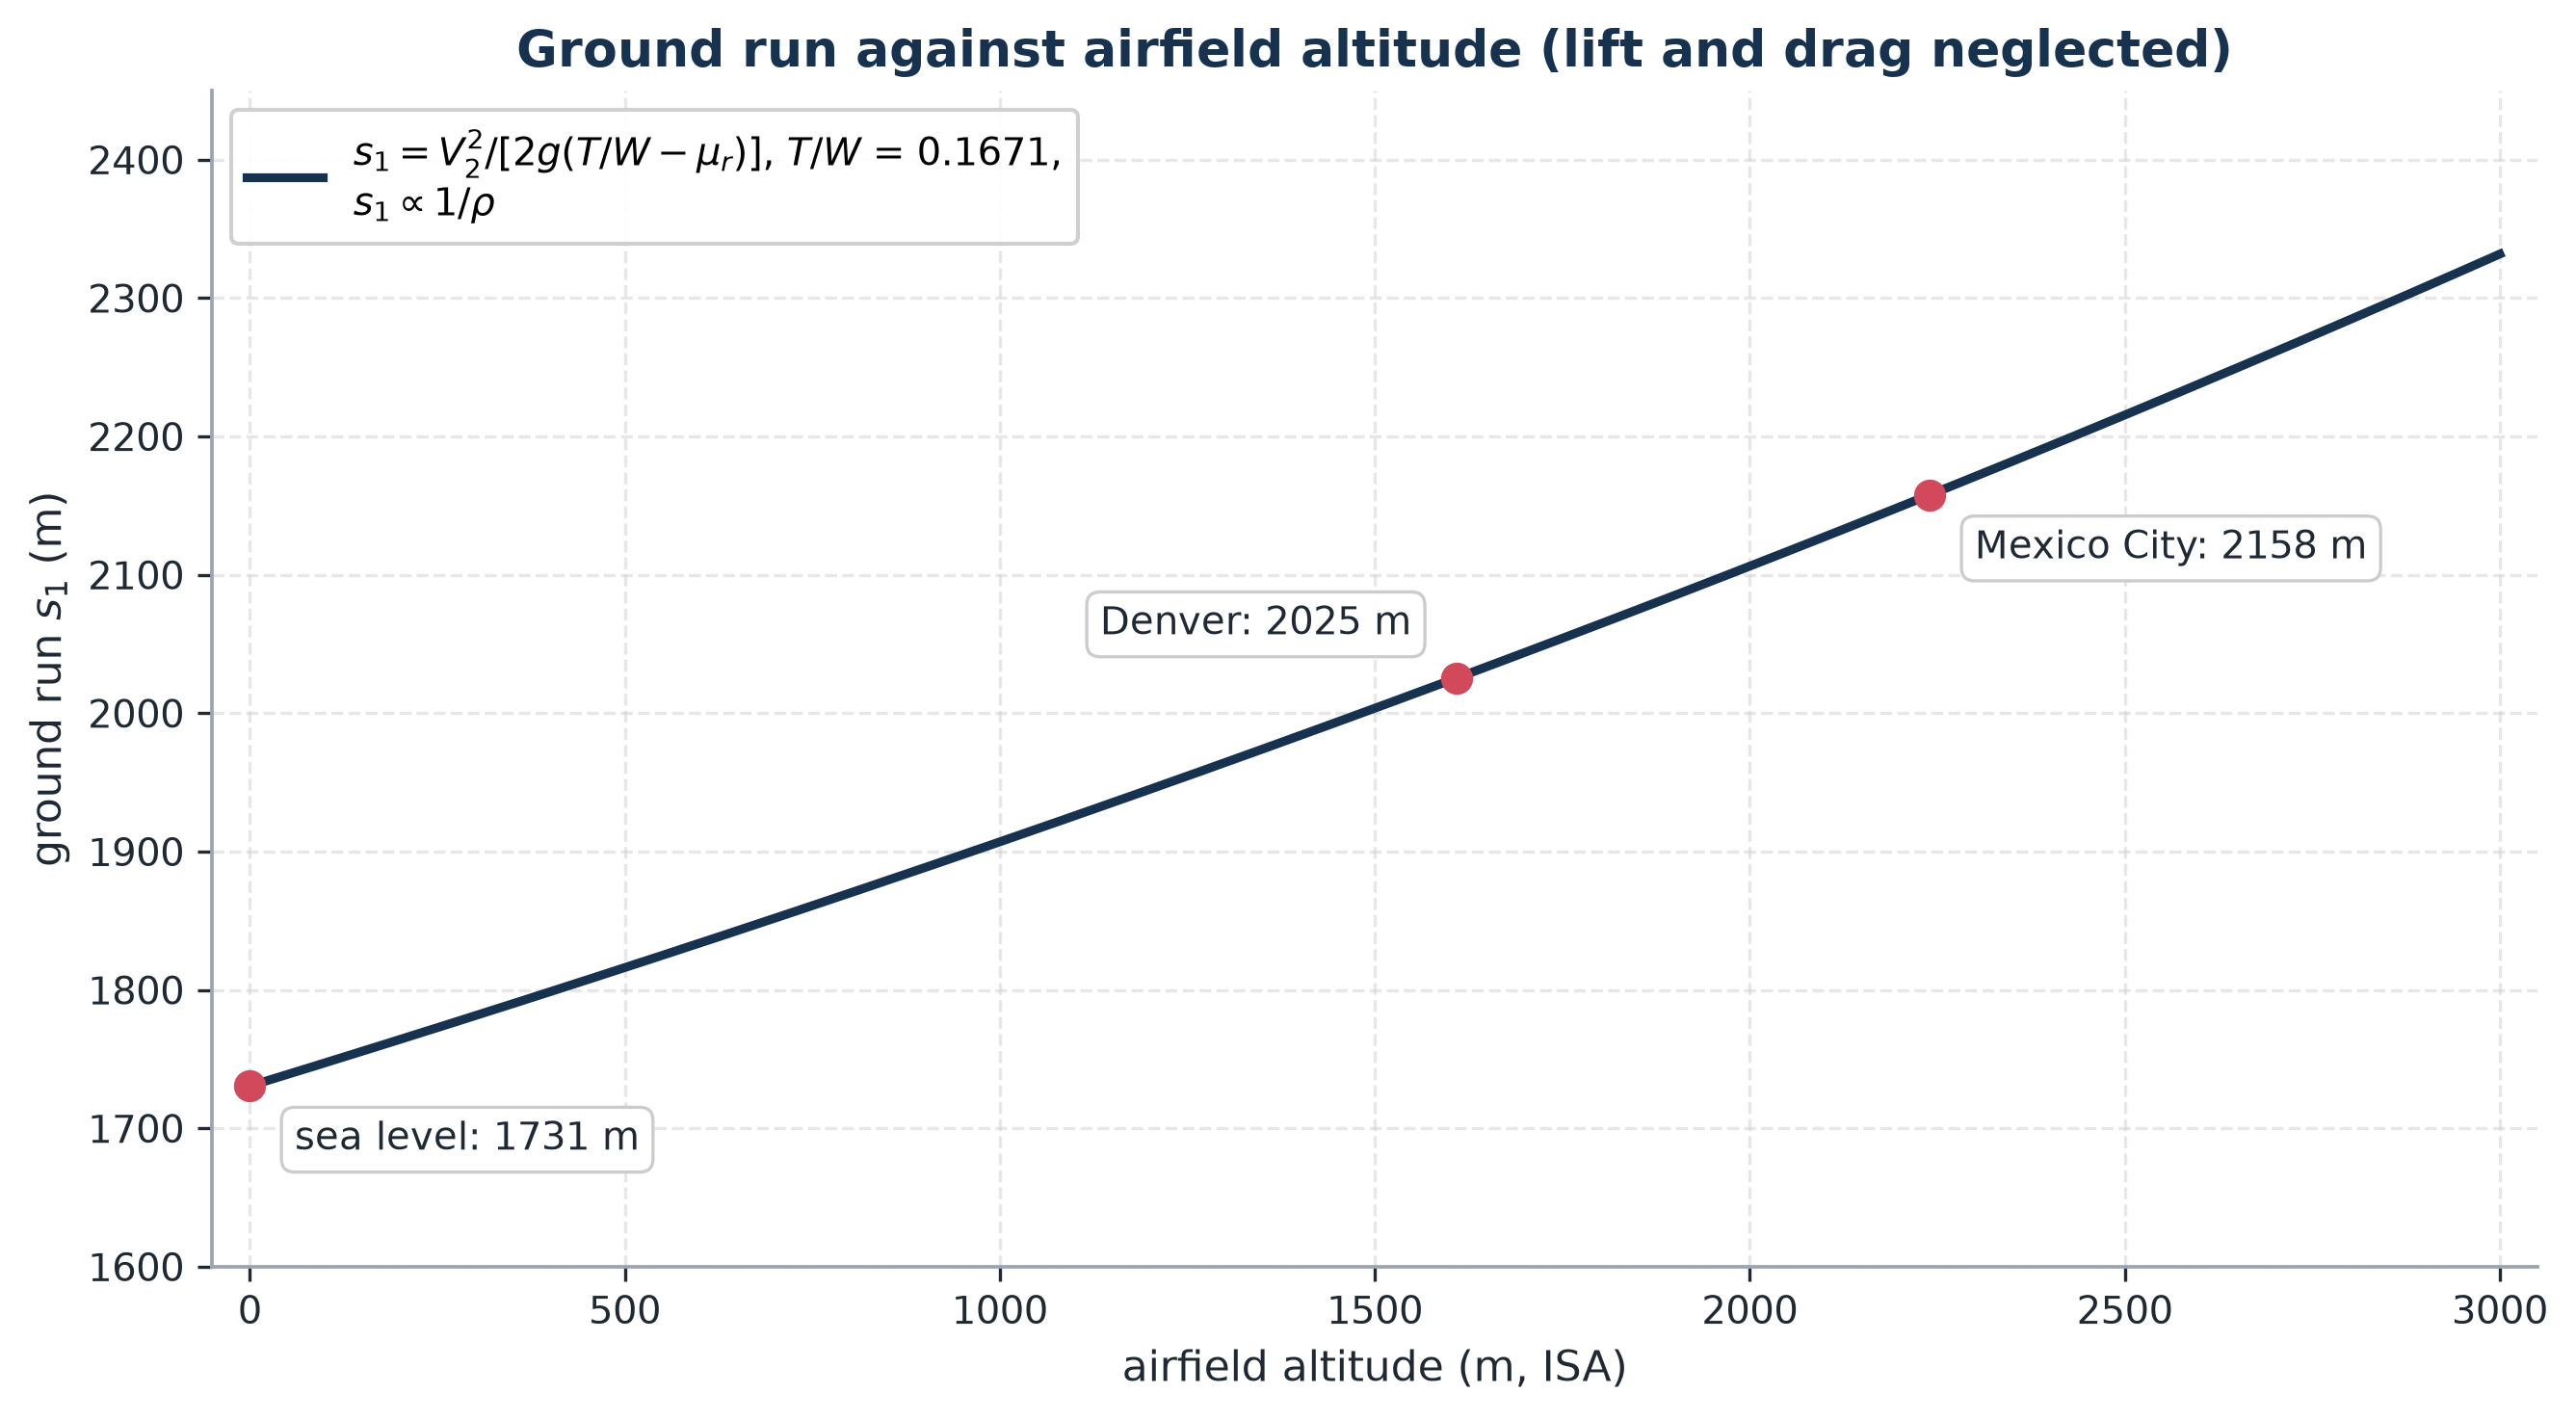 Ground run against airfield altitude (lift and drag neglected)
s₁ = V₂²/[2g(T/W − μᵣ)], T/W = 0.1671,
s₁ ∝ 1/ρ
2400
2300
2200
2100
2000
1900
1800
1700
1600
ground run s₁ (m)
Mexico City: 2158 m
Denver: 2025 m
sea level: 1731 m
0 500 1000 1500 2000 2500 3000
airfield altitude (m, ISA)